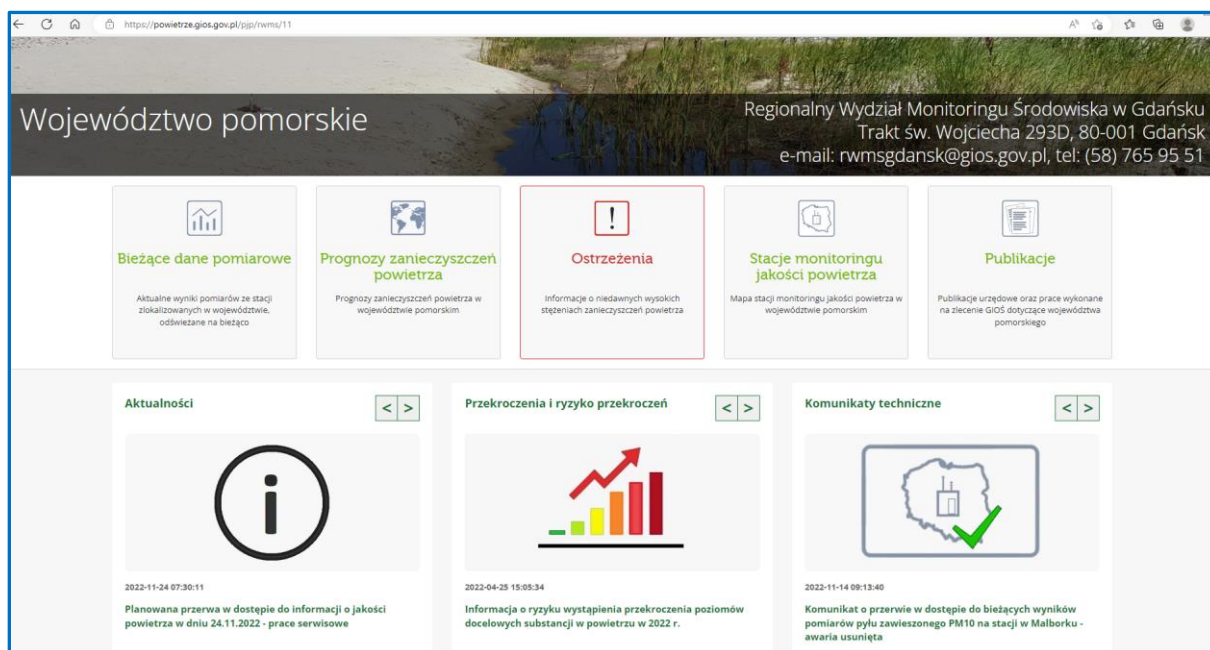 https://powietrze.gios.gov.pl/pjp/rwms/11
Województwo pomorskie
Regionalny Wydział Monitoringu Środowiska w Gdańsku
Trakt św. Wojciecha 293D, 80-001 Gdańsk
e-mail: rwmsgdansk@gios.gov.pl, tel: (58) 765 95 51
Bieżące dane pomiarowe
Aktualne wyniki pomiarów ze stacji
zlokalizowanych w województwie,
odświeżane na bieżąco
Prognozy zanieczyszczeń
powietrza
Prognozy zanieczyszczeń powietrza w
województwie pomorskim
!
Ostrzeżenia
Informacje o niedawnych wysokich
stężeniach zanieczyszczeń powietrza
Stacje monitoringu
jakości powietrza
Mapa stacji monitoringu jakości powietrza w
województwie pomorskim
Publikacje
Publikacje urzędowe oraz prace wykonane
na zlecenie GIOŚ dotyczące województwa
pomorskiego
Aktualności
< >
i
2022-11-24 07:30:11
Planowana przerwa w dostępie do informacji o jakości
powietrza w dniu 24.11.2022 - prace serwisowe
Przekroczenia i ryzyko przekroczeń
< >
2022-04-25 15:05:34
Informacja o ryzyku wystąpienia przekroczenia poziomów
docelowych substancji w powietrzu w 2022 r.
Komunikaty techniczne
< >
2022-11-14 09:13:40
Komunikat o przerwie w dostępie do bieżących wyników
pomiarów pyłu zawieszonego PM10 na stacji w Malborku -
awaria usunięta